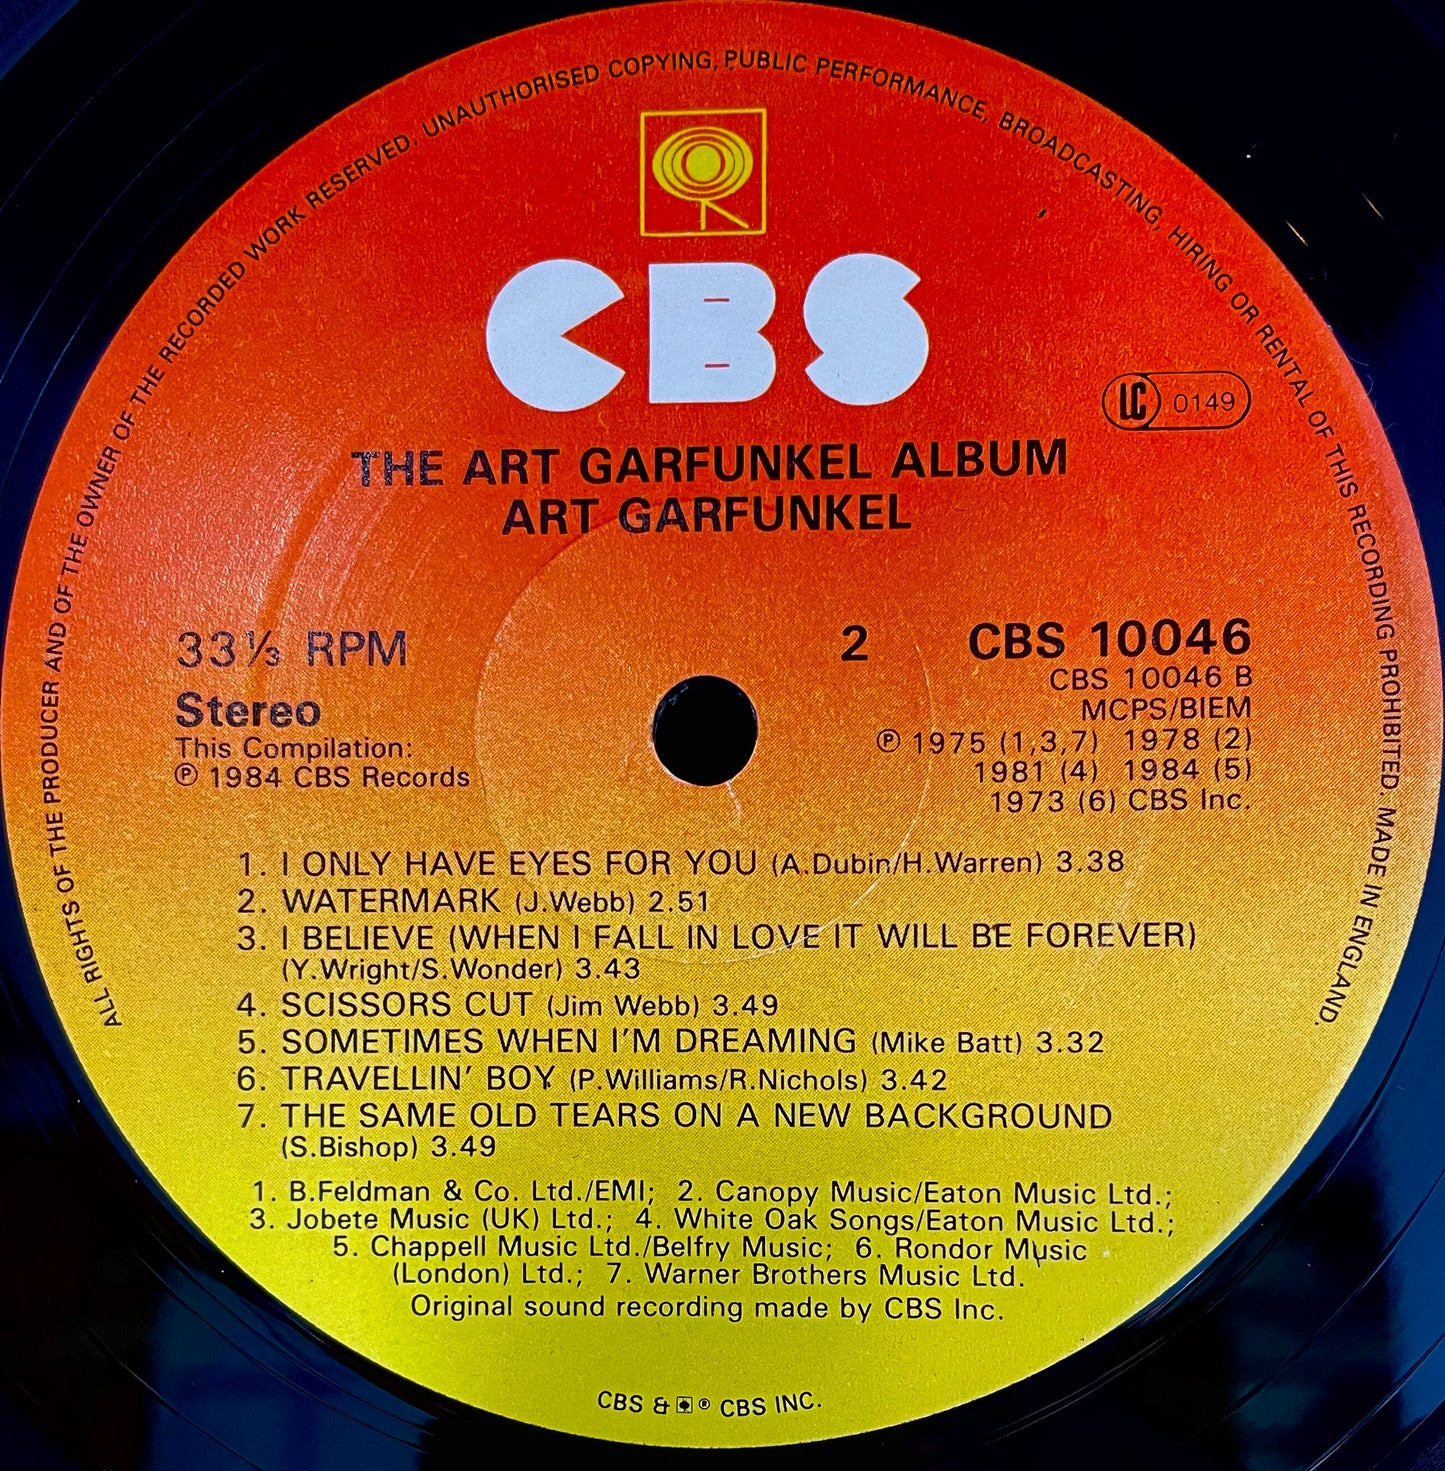 ALL RIGHTS OF THE PRODUCER AND OF THE OWNER OF THE RECORDED WORK RESERVED. UNAUTHORISED COPYING, PUBLIC PERFORMANCE, BROADCASTING, HIRING OR RENTAL OF THIS RECORDING PROHIBITED. MADE IN ENGLAND.
CBS
LC 0149
THE ART GARFUNKEL ALBUM
ART GARFUNKEL
33⅓ RPM
Stereo
This Compilation:
℗ 1984 CBS Records
2 CBS 10046
CBS 10046 B
MCPS/BIEM
℗ 1975 (1,3,7) 1978 (2)
1981 (4) 1984 (5)
1973 (6) CBS Inc.
1. I ONLY HAVE EYES FOR YOU (A.Dubin/H.Warren) 3.38
2. WATERMARK (J.Webb) 2.51
3. I BELIEVE (WHEN I FALL IN LOVE IT WILL BE FOREVER)
(Y.Wright/S.Wonder) 3.43
4. SCISSORS CUT (Jim Webb) 3.49
5. SOMETIMES WHEN I'M DREAMING (Mike Batt) 3.32
6. TRAVELLIN' BOY (P.Williams/R.Nichols) 3.42
7. THE SAME OLD TEARS ON A NEW BACKGROUND
(S.Bishop) 3.49
1. B.Feldman & Co. Ltd./EMI; 2. Canopy Music/Eaton Music Ltd.;
3. Jobete Music (UK) Ltd.; 4. White Oak Songs/Eaton Music Ltd.;
5. Chappell Music Ltd./Belfry Music; 6. Rondor Music
(London) Ltd.; 7. Warner Brothers Music Ltd.
Original sound recording made by CBS Inc.
CBS & ® CBS INC.